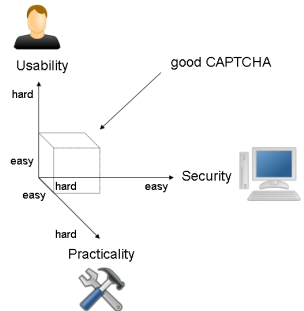 Usability
good CAPTCHA
hard
easy
easy
hard
easy
Security
hard
Practicality